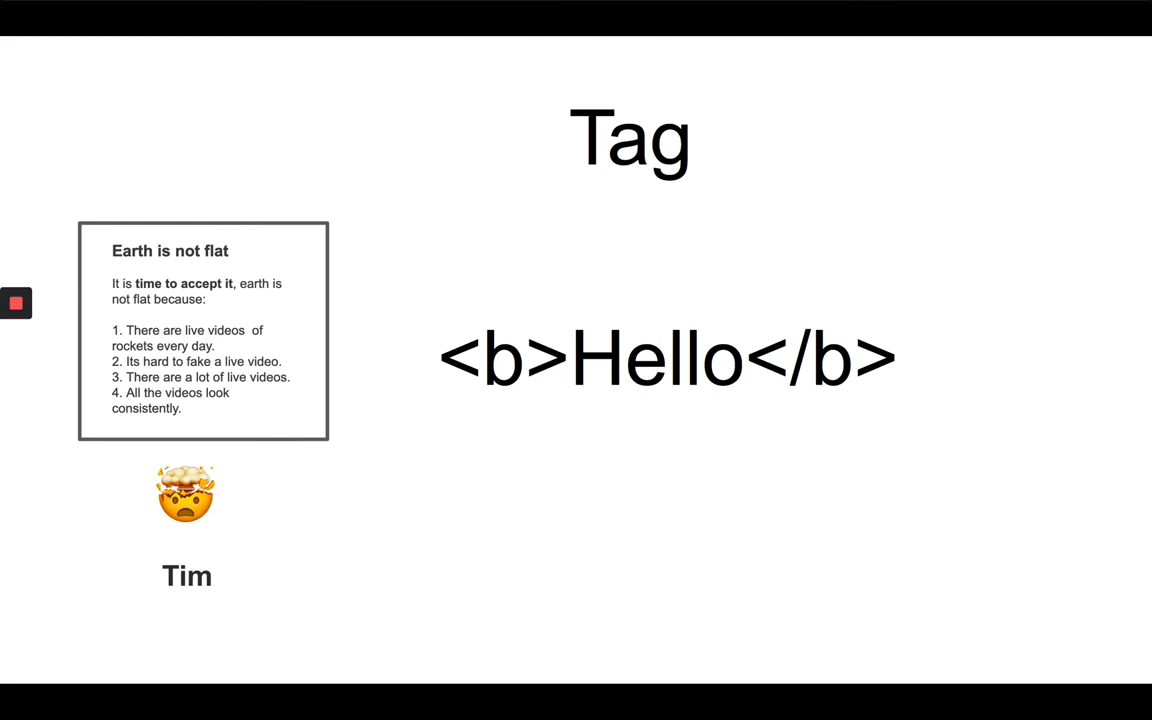 Tag
Earth is not flat
It is time to accept it, earth is
not flat because:
1. There are live videos  of
rockets every day.
2. Its hard to fake a live video.
3. There are a lot of live videos.
4. All the videos look
consistently.
<b>Hello</b>
Tim